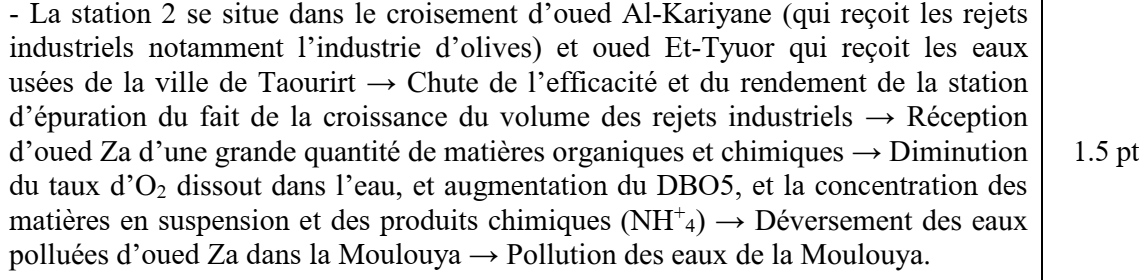 - La station 2 se situe dans le croisement d'oued Al-Kariyane (qui reçoit les rejets
industriels notamment l'industrie d'olives) et oued Et-Tyuor qui reçoit les eaux
usées de la ville de Taourirt → Chute de l'efficacité et du rendement de la station
d'épuration du fait de la croissance du volume des rejets industriels → Réception
d'oued Za d'une grande quantité de matières organiques et chimiques → Diminution
du taux d'O₂ dissout dans l'eau, et augmentation du DBO5, et la concentration des
matières en suspension et des produits chimiques (NH⁺₄) → Déversement des eaux
polluées d'oued Za dans la Moulouya → Pollution des eaux de la Moulouya.
1.5 pt